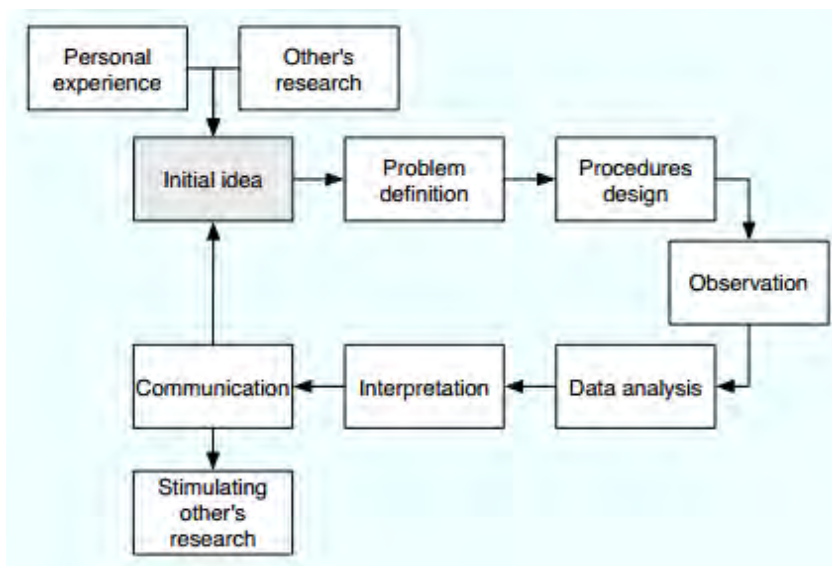 Personal
experience
Other's
research
Initial idea
Problem
definition
Procedures
design
Observation
Communication
Interpretation
Data analysis
Stimulating
other's
research